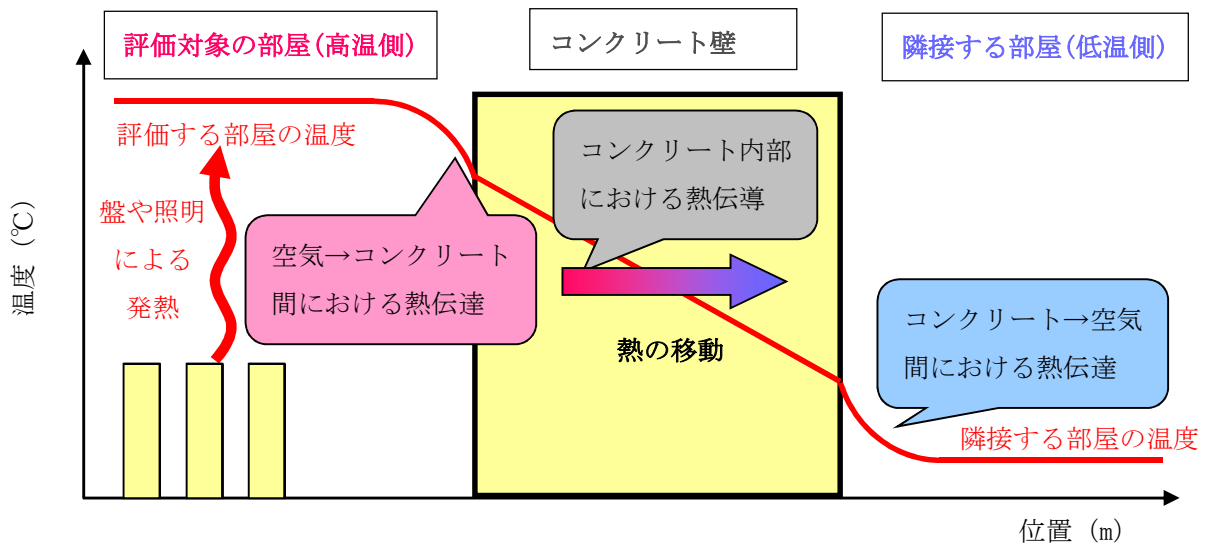 評価対象の部屋(高温側)
コンクリート壁
隣接する部屋(低温側)
評価する部屋の温度
盤や照明
による
発熱
空気→コンクリート
間における熱伝達
コンクリート内部
における熱伝導
熱の移動
コンクリート→空気
間における熱伝達
隣接する部屋の温度
温度 (℃)
位置 (m)